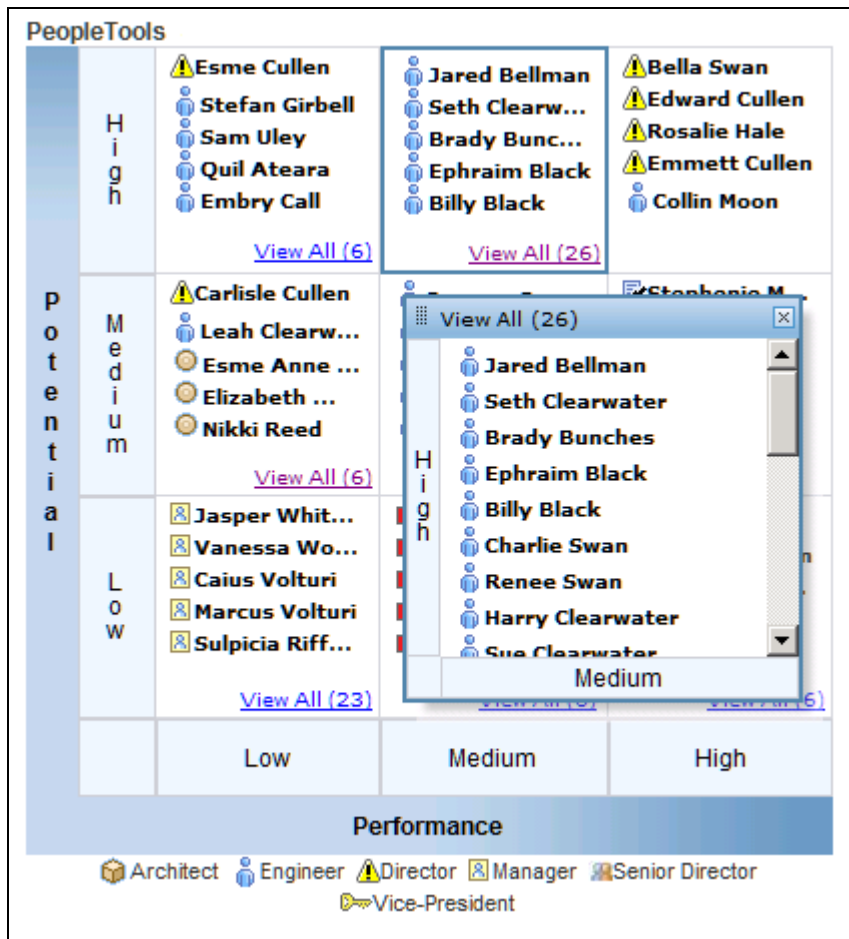 PeopleTools
Potential
High
Esme Cullen
Stefan Girbell
Sam Uley
Quil Ateara
Embry Call
View All (6)
Jared Bellman
Seth Clearw...
Brady Bunc...
Ephraim Black
Billy Black
View All (26)
Bella Swan
Edward Cullen
Rosalie Hale
Emmett Cullen
Collin Moon
Medium
Carlisle Cullen
Leah Clearw...
Esme Anne ...
Elizabeth ...
Nikki Reed
View All (6)
Stephenie M...
View All (26)
High
Jared Bellman
Seth Clearwater
Brady Bunches
Ephraim Black
Billy Black
Charlie Swan
Renee Swan
Harry Clearwater
Sue Clearwater
Medium
Low
Jasper Whit...
Vanessa Wo...
Caius Volturi
Marcus Volturi
Sulpicia Riff...
View All (23)
Low
Medium
High
Performance
Architect Engineer Director Manager Senior Director
Vice-President